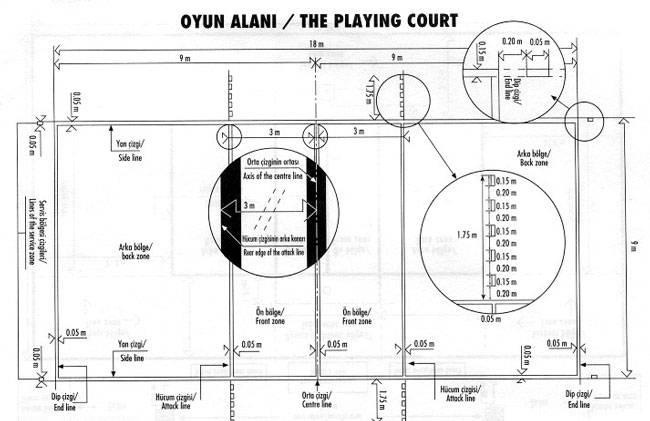 OYUN ALANI / THE PLAYING COURT
18 m
9 m
9 m
0.15 m
0.20 m
0.05 m
Dip çizgi/
End line
1.75 m
0.05 m
0.05 m
Yan çizgi/
Side line
3 m
3 m
Orta çizginin ortası
Axis of the centre line
3 m
Hücum çizgisinin arka kenarı
Rear edge of the attack line
Arka bölge/
Back zone
0.15 m
0.20 m
0.15 m
0.20 m
0.15 m
0.20 m
0.15 m
0.20 m
0.15 m
0.20 m
1.75 m
0.05 m
9 m
Servis bölgesi çizgileri/
Lines of the service zone
Arka bölge/
back zone
Ön bölge/
Front zone
Ön bölge/
Front zone
0.05 m
0.05 m
0.05 m
0.05 m
0.05 m
0.05 m
0.05 m
Yan çizgi/
Side line
Dip çizgi/
End line
Hücum çizgisi/
Attack line
Orta çizgi/
Centre line
1.75 m
Hücum çizgisi/
Attack line
Dip çizgi/
End line